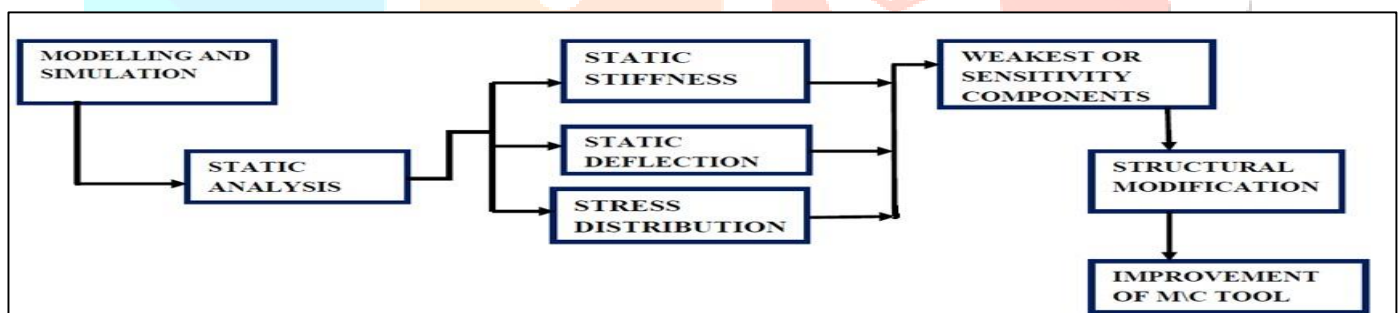 MODELLING AND
SIMULATION
STATIC
ANALYSIS
STATIC
STIFFNESS
STATIC
DEFLECTION
STRESS
DISTRIBUTION
WEAKEST OR
SENSITIVITY
COMPONENTS
STRUCTURAL
MODIFICATION
IMPROVEMENT
OF M\C TOOL